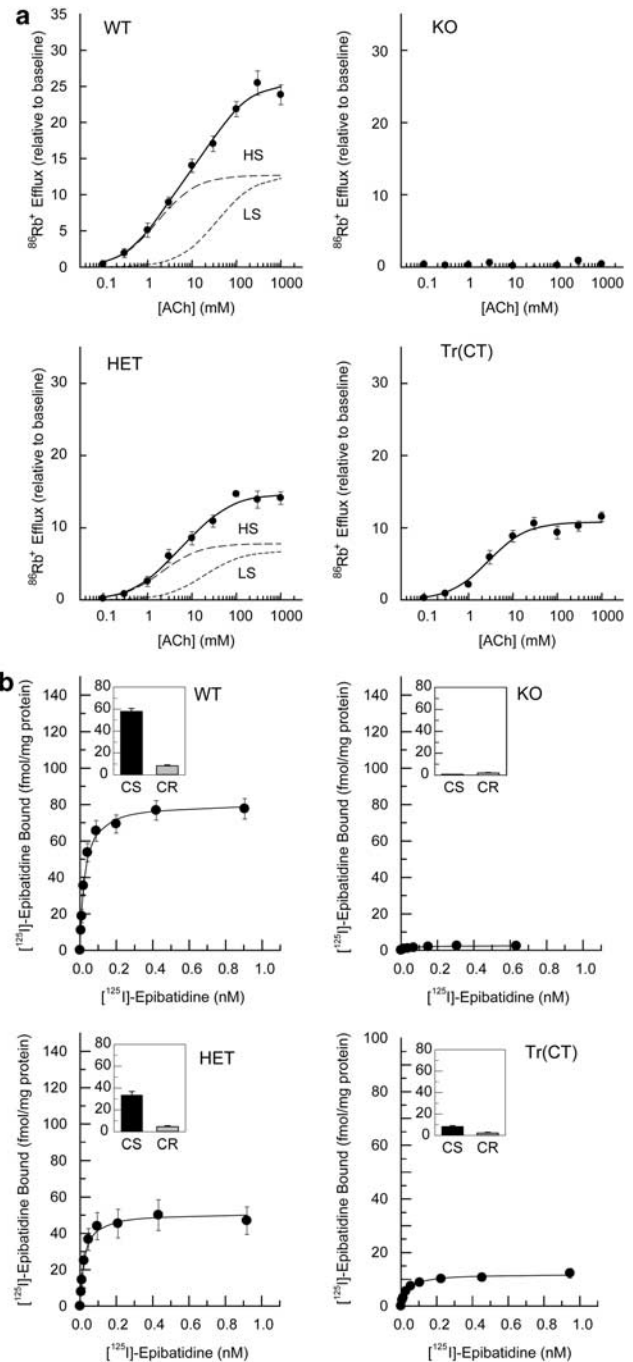 a
WT
35
30
25
20
15
10
5
0
⁸⁶Rb⁺ Efflux (relative to baseline)
HS
LS
0.1 1 10 100 1000
[ACh] (mM)
KO
30
20
10
0
⁸⁶Rb⁺ Efflux (relative to baseline)
0.1 1 10 100 1000
[ACh] (mM)
HET
30
20
10
0
⁸⁶Rb⁺ Efflux (relative to baseline)
HS
LS
0.1 1 10 100 1000
[ACh] (mM)
Tr(CT)
30
20
10
0
⁸⁶Rb⁺ Efflux (relative to baseline)
0.1 1 10 100 1000
[ACh] (mM)
b
WT
140
120
100
80
60
40
20
0
[¹²⁵I]-Epibatidine Bound (fmol/mg protein)
80
60
40
20
0
CS CR
0.0 0.2 0.4 0.6 0.8 1.0
[¹²⁵I]-Epibatidine (nM)
KO
140
120
100
80
60
40
20
0
[¹²⁵I]-Epibatidine Bound (fmol/mg protein)
80
60
40
20
0
CS CR
0.0 0.2 0.4 0.6 0.8 1.0
[¹²⁵I]-Epibatidine (nM)
HET
140
120
100
80
60
40
20
0
[¹²⁵I]-Epibatidine Bound (fmol/mg protein)
80
60
40
20
0
CS CR
0.0 0.2 0.4 0.6 0.8 1.0
[¹²⁵I]-Epibatidine (nM)
Tr(CT)
100
80
60
40
20
0
[¹²⁵I]-Epibatidine Bound (fmol/mg protein)
80
60
40
20
0
CS CR
0.0 0.2 0.4 0.6 0.8 1.0
[¹²⁵I]-Epibatidine (nM)